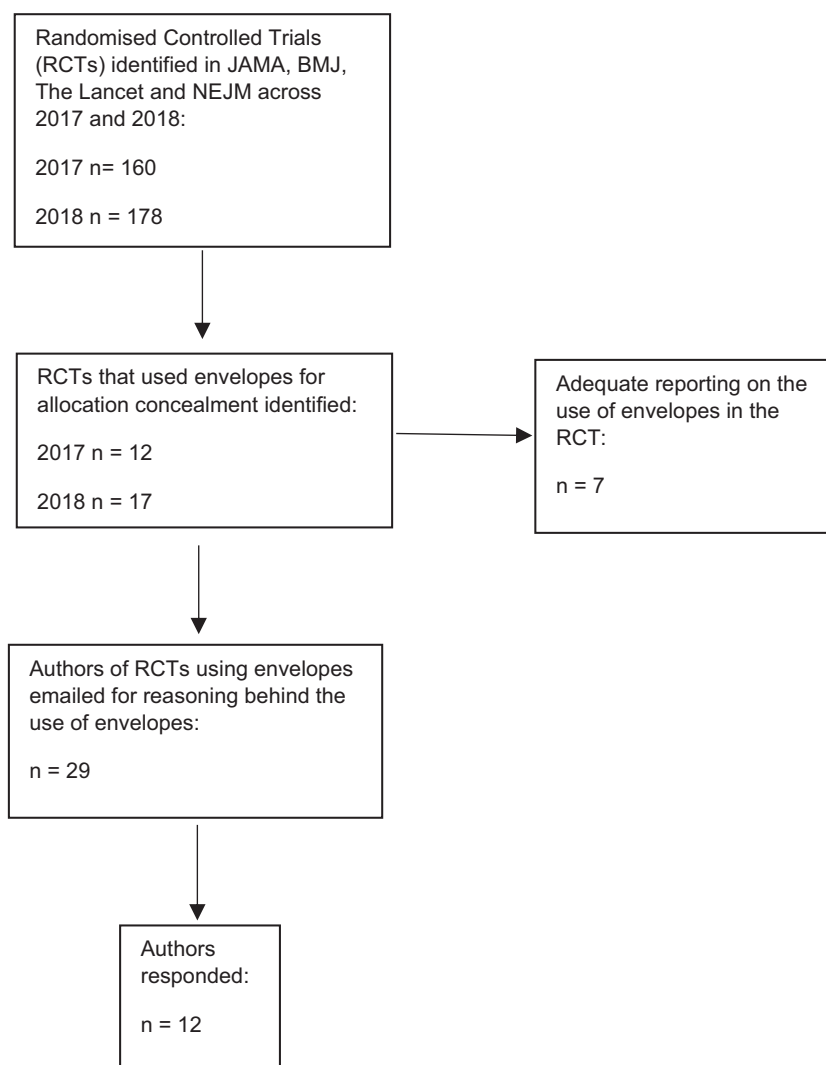 Randomised Controlled Trials
(RCTs) identified in JAMA, BMJ,
The Lancet and NEJM across
2017 and 2018:
2017 n= 160
2018 n = 178
RCTs that used envelopes for
allocation concealment identified:
2017 n = 12
2018 n = 17
Adequate reporting on the
use of envelopes in the
RCT:
n = 7
Authors of RCTs using envelopes
emailed for reasoning behind the
use of envelopes:
n = 29
Authors
responded:
n = 12